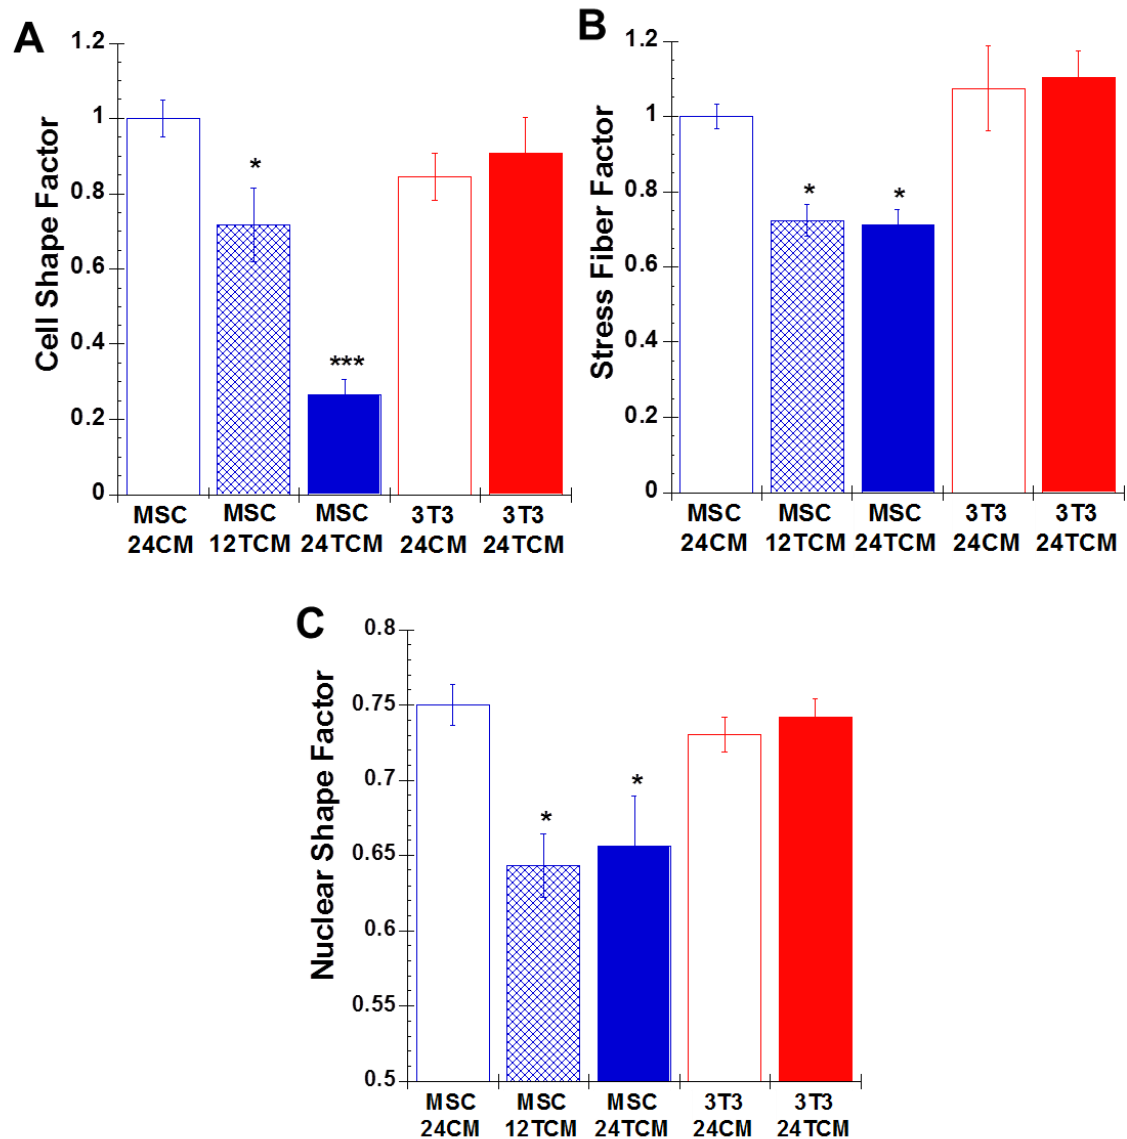 A
Cell Shape Factor
1.2
1
0.8
0.6
0.4
0.2
0
*
***
MSC MSC MSC 3T3 3T3
24CM 12TCM 24TCM 24CM 24TCM
B
Stress Fiber Factor
1.2
1
0.8
0.6
0.4
0.2
0
*
*
MSC MSC MSC 3T3 3T3
24CM 12TCM 24TCM 24CM 24TCM
C
Nuclear Shape Factor
0.8
0.75
0.7
0.65
0.6
0.55
0.5
*
*
MSC MSC MSC 3T3 3T3
24CM 12TCM 24TCM 24CM 24TCM